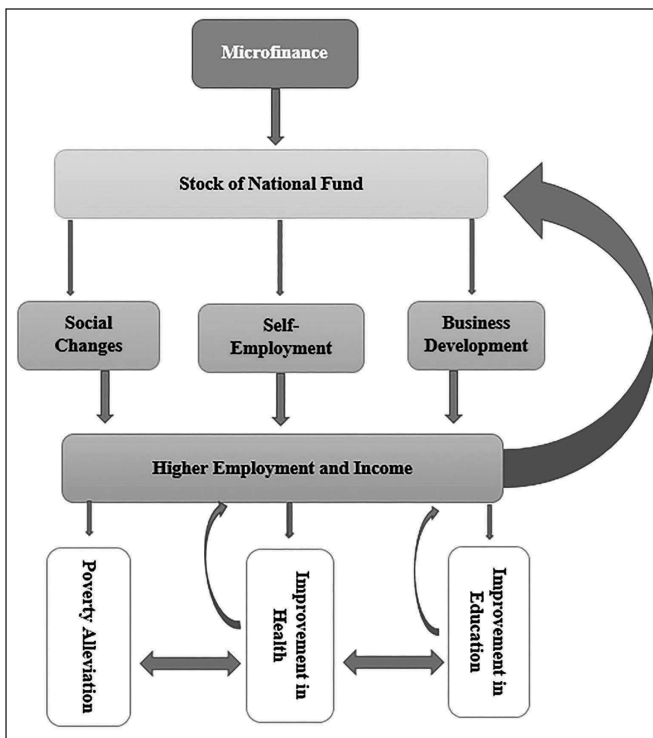 Microfinance
Stock of National Fund
Social
Changes
Self-
Employment
Business
Development
Higher Employment and Income
Poverty Alleviation
Improvement in
Health
Improvement in
Education